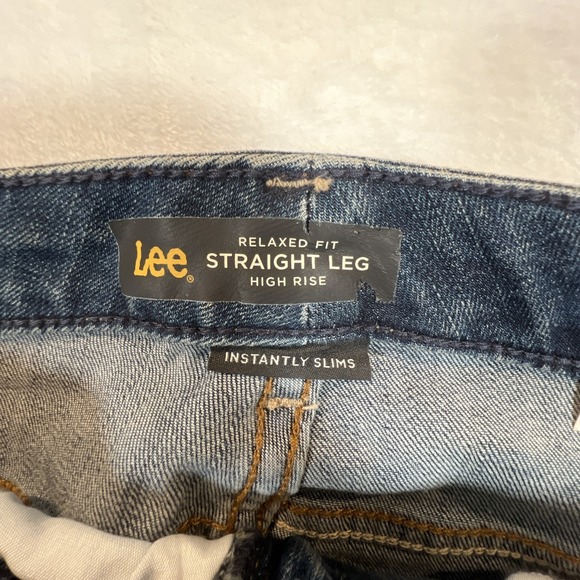 Lee®
RELAXED FIT
STRAIGHT LEG
HIGH RISE
INSTANTLY SLIMS